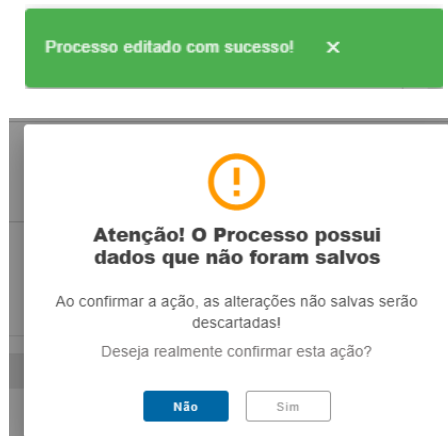 Processo editado com sucesso! ×
Atenção! O Processo possui
dados que não foram salvos
Ao confirmar a ação, as alterações não salvas serão
descartadas!
Deseja realmente confirmar esta ação?
Não Sim